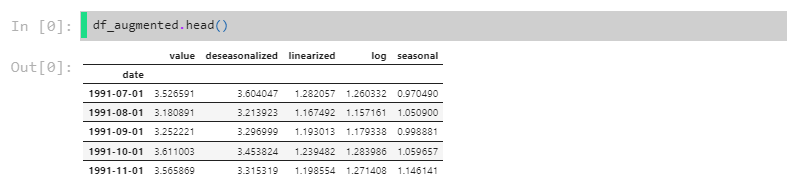 In [0]: df_augmented.head()
value deseasonalized linearized log seasonal
Out[0]:
date
1991-07-01 3.526591 3.604047 1.282057 1.260332 0.970490
1991-08-01 3.180891 3.213923 1.167492 1.157161 1.050900
1991-09-01 3.252221 3.296999 1.193013 1.179338 0.998881
1991-10-01 3.611003 3.453824 1.239482 1.283986 1.059657
1991-11-01 3.565869 3.315319 1.198554 1.271408 1.146141